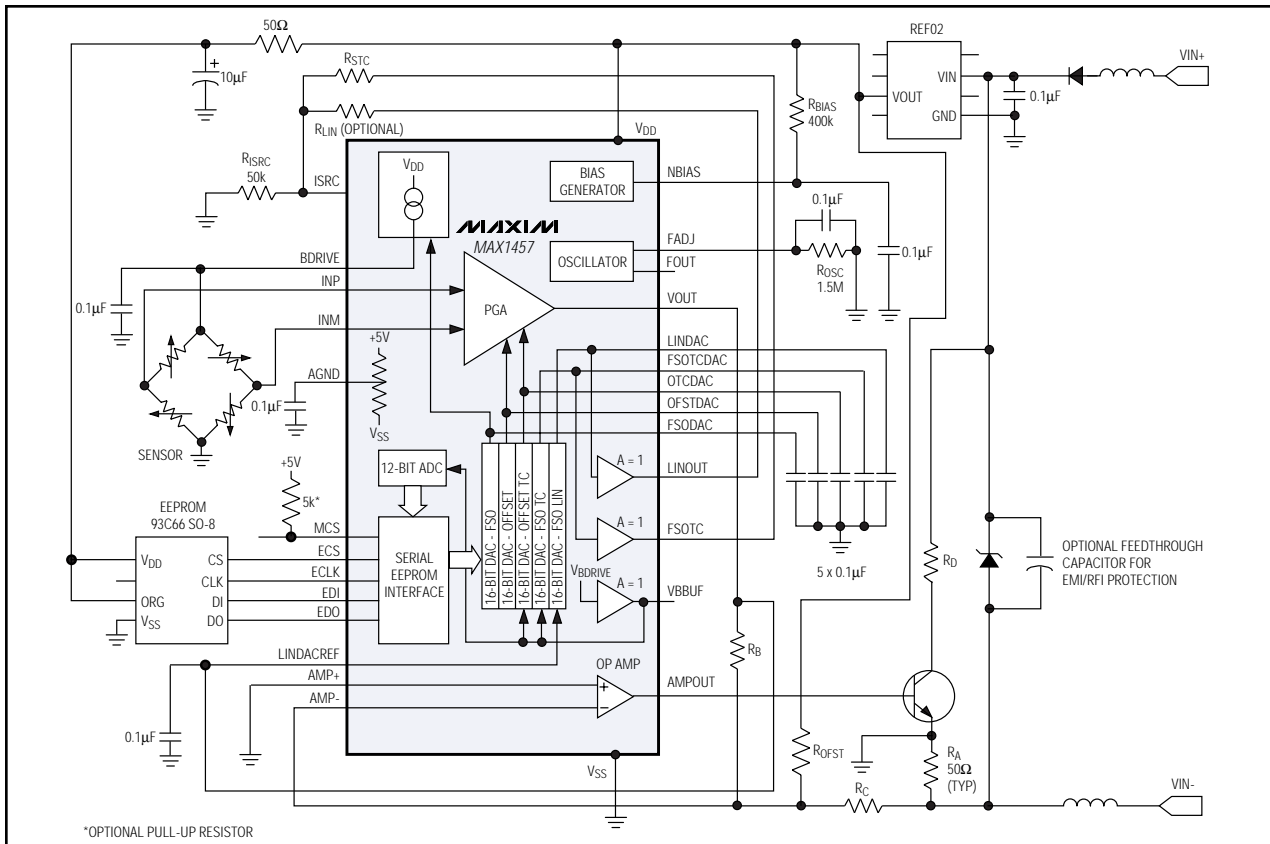 50Ω
REF02
RSTC
VIN+
+
10µF
VIN
RBIAS
400k
VOUT
0.1µF
GND
RLIN (OPTIONAL)
VDD
RISRC
50k
ISRC
VDD
BIAS
GENERATOR
NBIAS
MAXIM
MAX1457
0.1µF
FADJ
OSCILLATOR
FOUT
ROSC
1.5M
0.1µF
BDRIVE
INP
0.1µF
VOUT
PGA
INM
LINDAC
+5V
FSOTCDAC
AGND
OTCDAC
0.1µF
OFSTDAC
VSS
FSODAC
SENSOR
+5V
12-BIT ADC
A = 1
LINOUT
5k*
EEPROM
93C66 SO-8
MCS
A = 1
FSOTC
VDD
CS
ECS
SERIAL
EEPROM
INTERFACE
16-BIT DAC - FSO
16-BIT DAC - OFFSET
16-BIT DAC - OFFSET TC
16-BIT DAC - FSO TC
16-BIT DAC - FSO LIN
5 x 0.1µF
RD
OPTIONAL FEEDTHROUGH
CAPACITOR FOR
EMI/RFI PROTECTION
CLK
ECLK
VBDRIVE
A = 1
VBBUF
ORG
DI
EDI
VSS
DO
EDO
RB
LINDACREF
OP AMP
AMP+
+
AMPOUT
AMP-
−
0.1µF
ROFST
RA
50Ω
(TYP)
VSS
RC
VIN-
*OPTIONAL PULL-UP RESISTOR